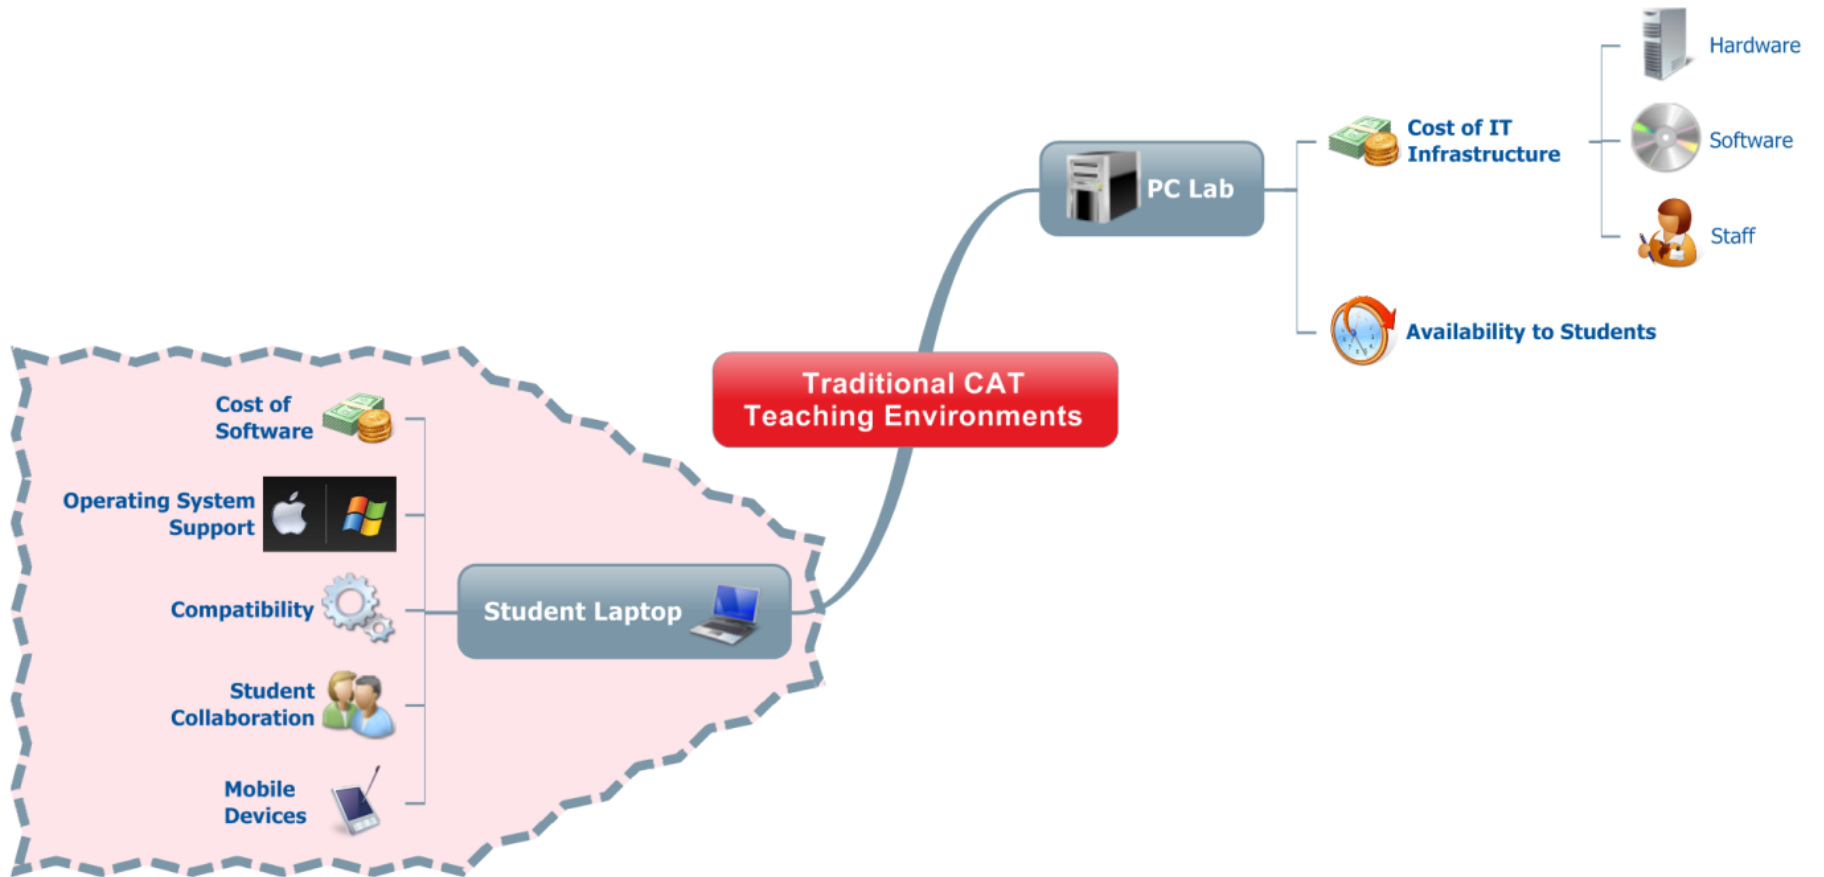 Traditional CAT
Teaching Environments
PC Lab
Cost of IT
Infrastructure
Hardware
Software
Staff
Availability to Students
Student Laptop
Cost of
Software
Operating System
Support
Compatibility
Student
Collaboration
Mobile
Devices